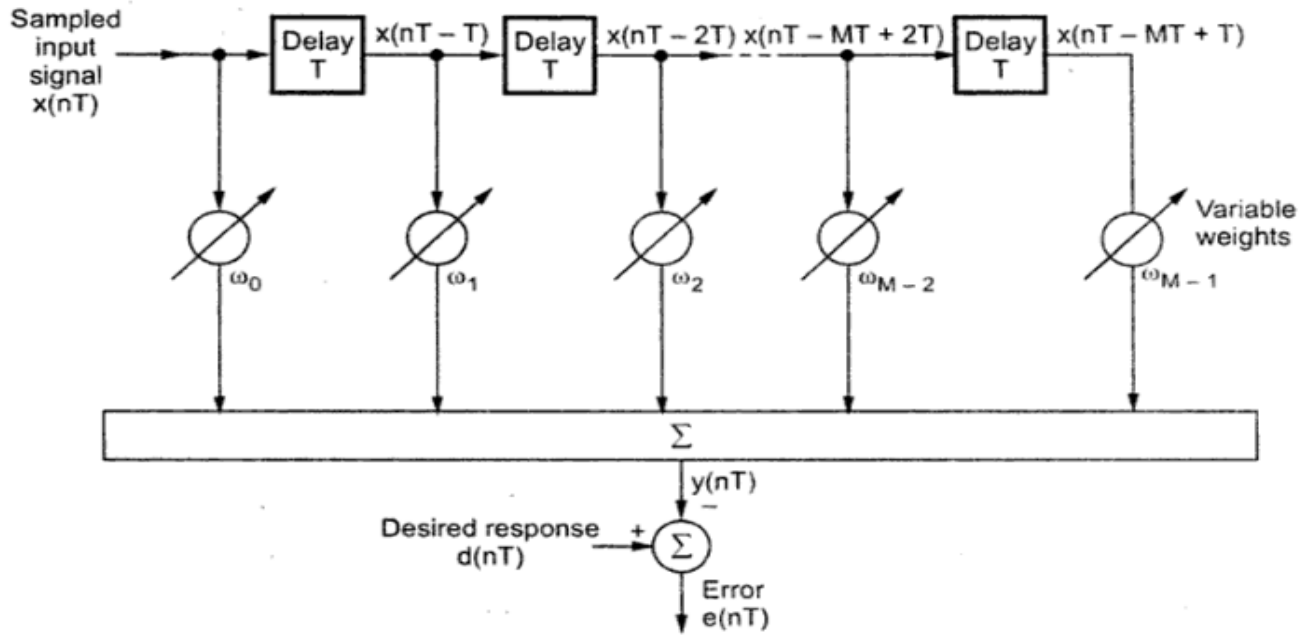 Sampled
input
signal
x(nT)
Delay
T
x(nT – T)
Delay
T
x(nT – 2T)
x(nT – MT + 2T)
Delay
T
x(nT – MT + T)
Variable
weights
ω0
ω1
ω2
ωM – 2
ωM – 1
Σ
y(nT)
–
Desired response
d(nT)
+
Σ
Error
e(nT)